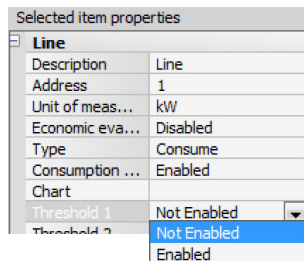 Selected item properties
Line
Description Line
Address 1
Unit of meas... kW
Economic eva... Disabled
Type Consume
Consumption ... Enabled
Chart
Threshold 1 Not Enabled
Threshold 2 Not Enabled
Enabled